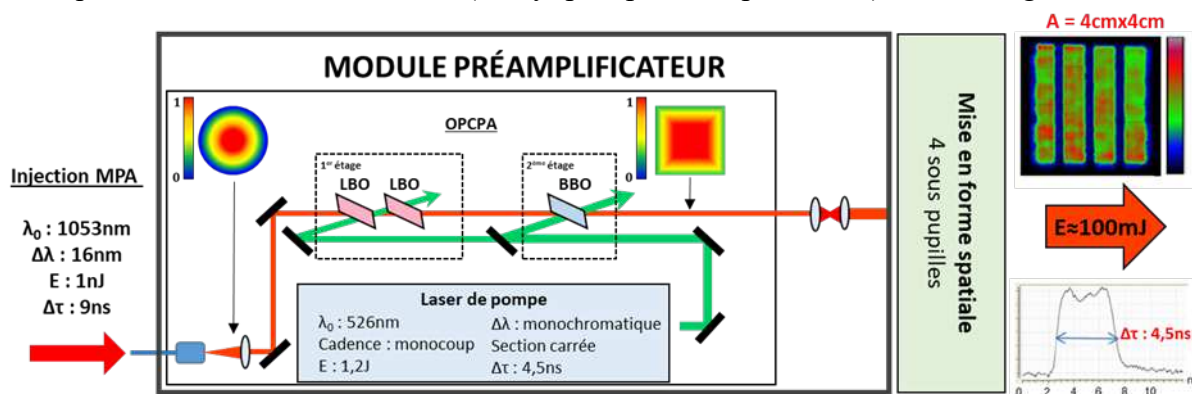 MODULE PRÉAMPLIFICATEUR
Injection MPA
λ₀ : 1053nm
Δλ : 16nm
E : 1nJ
Δτ : 9ns
1
0
OPCPA
1er étage
LBO
LBO
2ème étage
BBO
1
0
Laser de pompe
λ₀ : 526nm
Cadence : monocoup
E : 1,2J
Δλ : monochromatique
Section carrée
Δτ : 4,5ns
Mise en forme spatiale
4 sous pupilles
A = 4cmx4cm
E≈100mJ
Δτ : 4,5ns
0 2 4 6 8 10